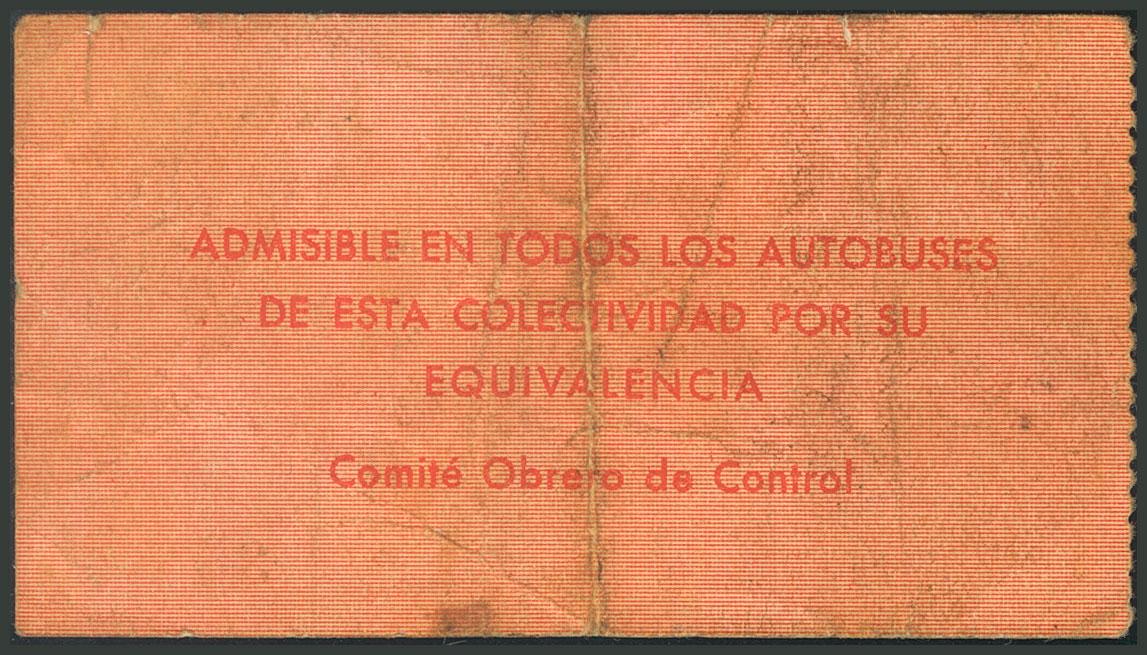 ADMISIBLE EN TODOS LOS AUTOBUSES
DE ESTA COLECTIVIDAD POR SU
EQUIVALENCIA
Comité Obrero de Control